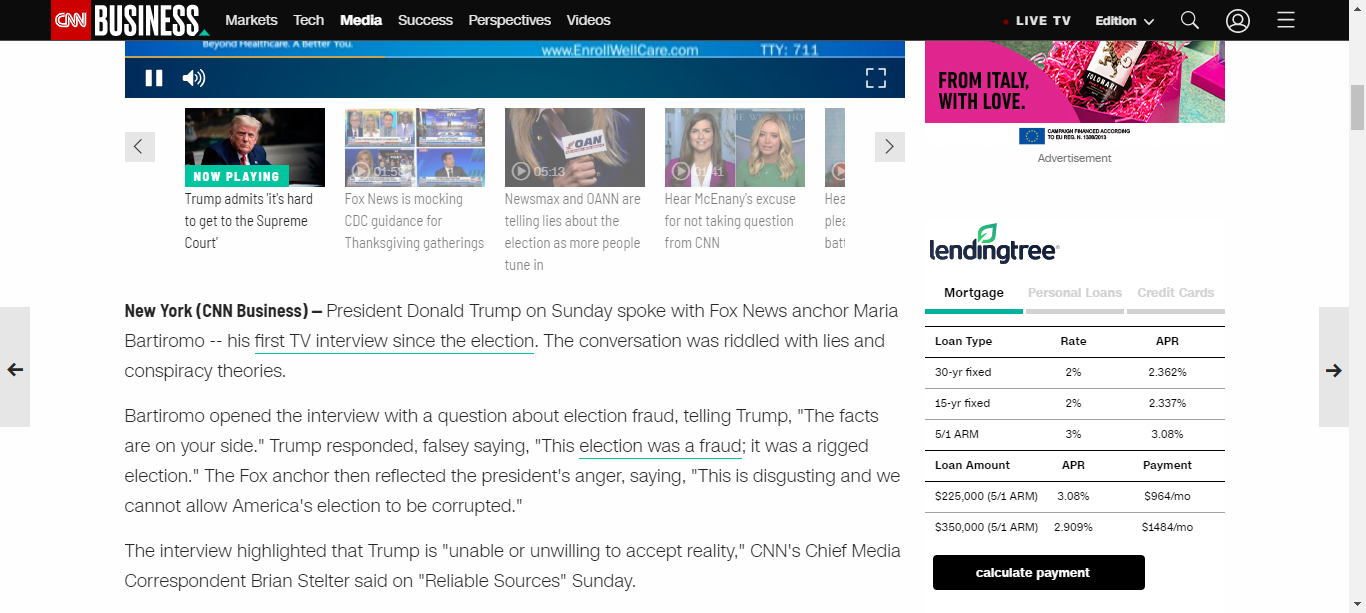 CNN BUSINESS Markets Tech Media Success Perspectives Videos LIVE TV Edition
Beyond Healthcare. A Better You. www.EnrollWellCare.com TTY: 711
NOW PLAYING
Trump admits 'it's hard
to get to the Supreme
Court'
01:53
Fox News is mocking
CDC guidance for
Thanksgiving gatherings
OAN
05:13
Newsmax and OANN are
telling lies about the
election as more people
tune in
01:41
Hear McEnany's excuse
for not taking question
from CNN
Hea
plea
batt
New York (CNN Business) – President Donald Trump on Sunday spoke with Fox News anchor Maria
Bartiromo -- his first TV interview since the election. The conversation was riddled with lies and
conspiracy theories.
Bartiromo opened the interview with a question about election fraud, telling Trump, "The facts
are on your side." Trump responded, falsey saying, "This election was a fraud; it was a rigged
election." The Fox anchor then reflected the president's anger, saying, "This is disgusting and we
cannot allow America's election to be corrupted."
The interview highlighted that Trump is "unable or unwilling to accept reality," CNN's Chief Media
Correspondent Brian Stelter said on "Reliable Sources" Sunday.
FROM ITALY,
WITH LOVE.
FOLONARI
CAMPAIGN FINANCED ACCORDING
TO EU REG. N. 1308/2013
Advertisement
lendingtree
Mortgage Personal Loans Credit Cards
Loan Type Rate APR
30-yr fixed 2% 2.362%
15-yr fixed 2% 2.337%
5/1 ARM 3% 3.08%
Loan Amount APR Payment
$225,000 (5/1 ARM) 3.08% $964/mo
$350,000 (5/1 ARM) 2.909% $1484/mo
calculate payment